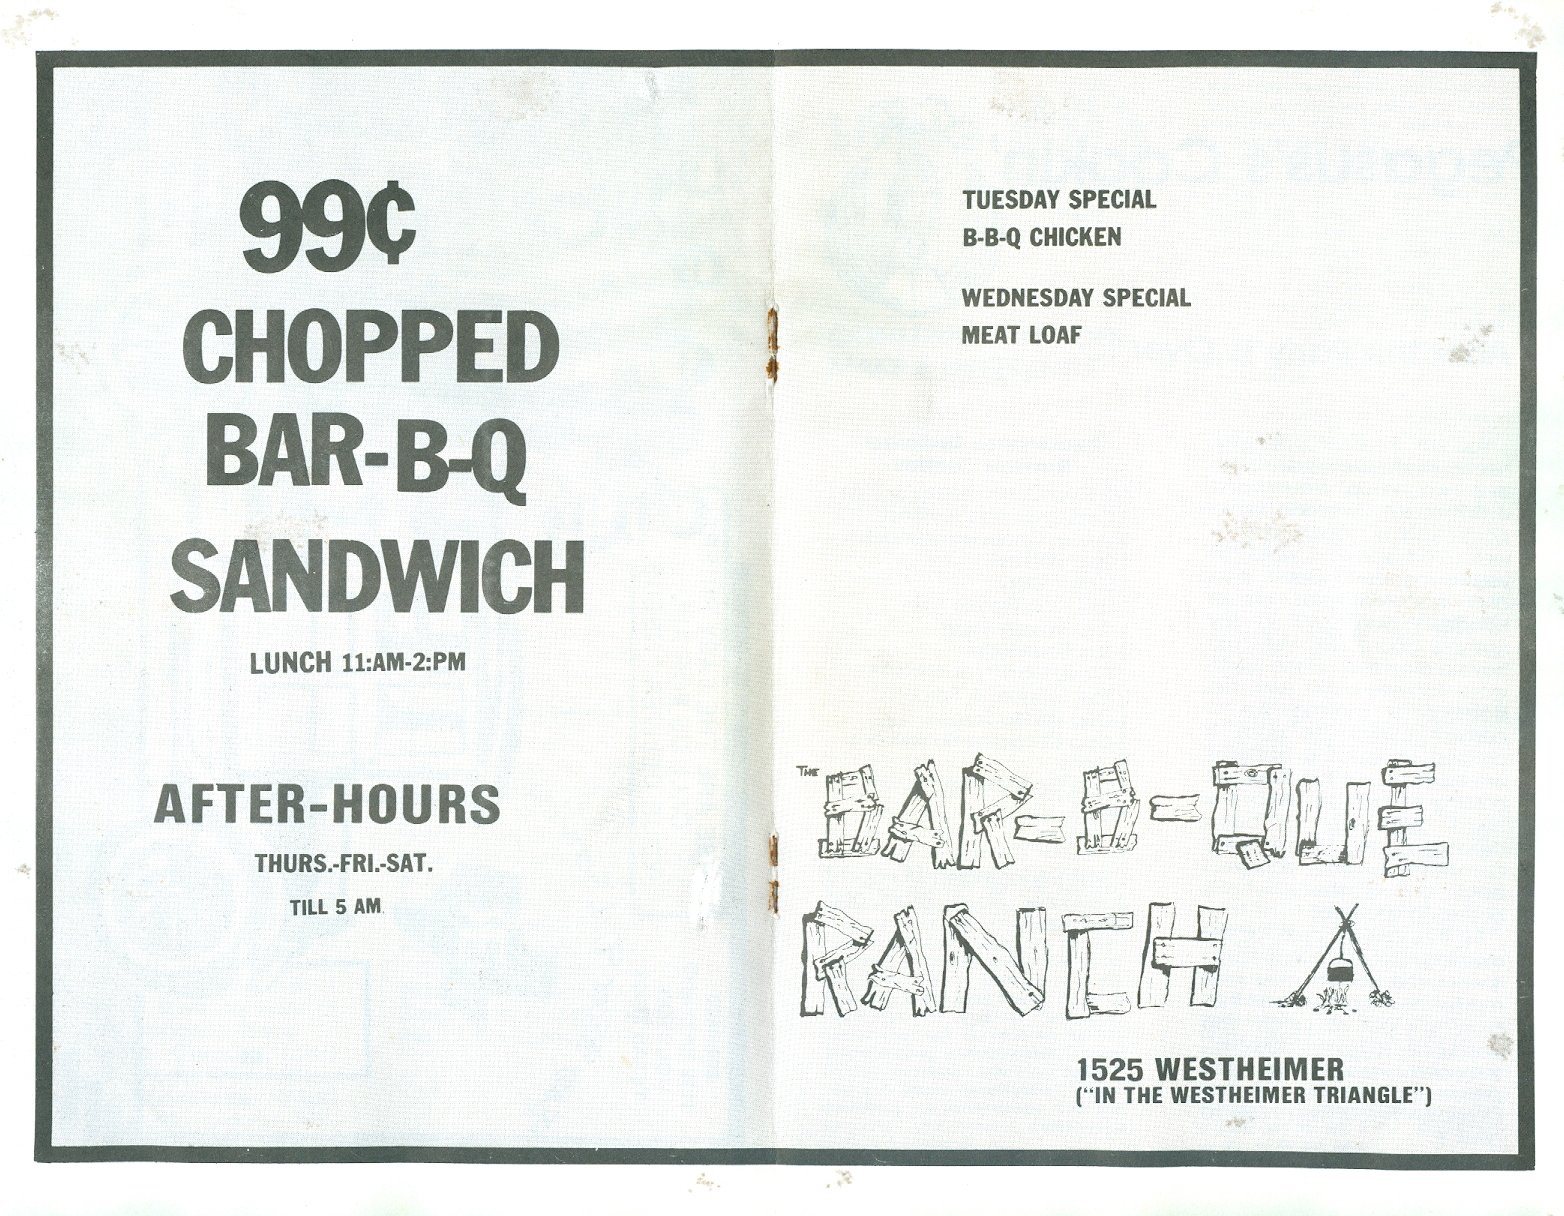 99¢
CHOPPED
BAR-B-Q
SANDWICH
LUNCH 11:AM-2:PM
AFTER-HOURS
THURS.-FRI.-SAT.
TILL 5 AM
TUESDAY SPECIAL
B-B-Q CHICKEN
WEDNESDAY SPECIAL
MEAT LOAF
THE BAR-B-QUE
RANCH
1525 WESTHEIMER
("IN THE WESTHEIMER TRIANGLE")